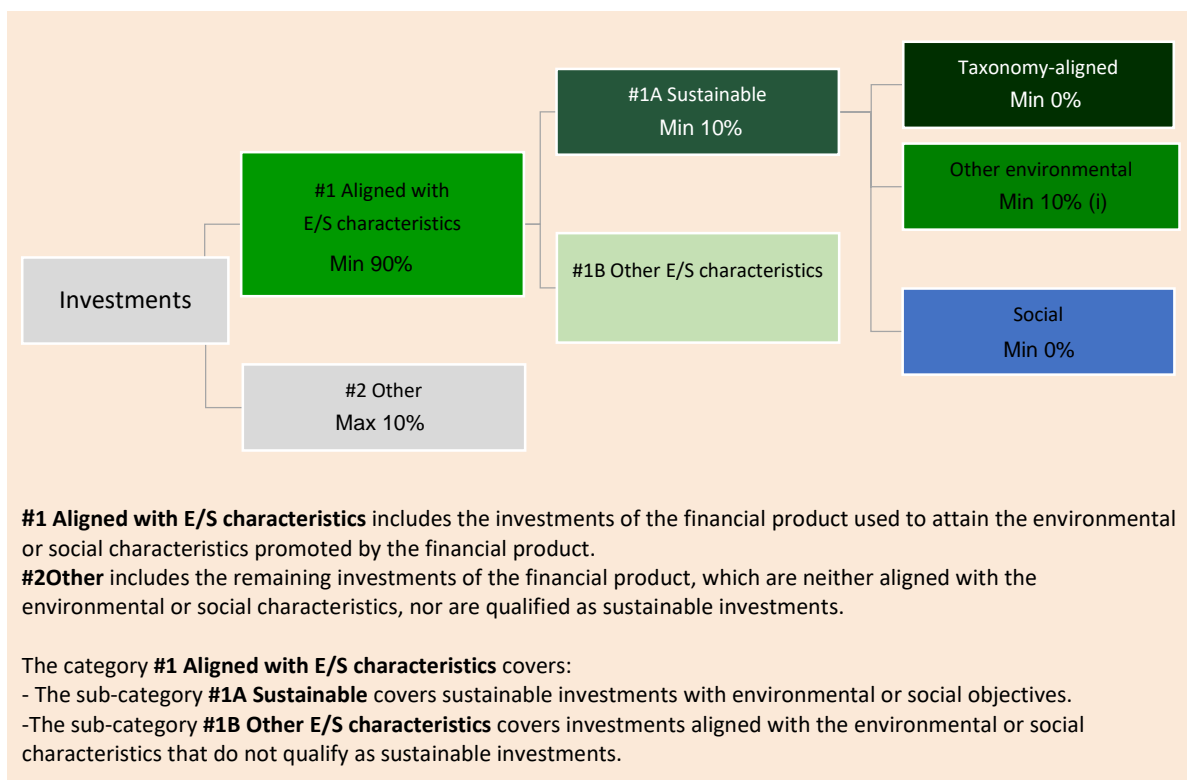 Taxonomy-aligned
Min 0%
#1A Sustainable
Min 10%
Other environmental
Min 10% (i)
#1 Aligned with
E/S characteristics
Min 90%
#1B Other E/S characteristics
Investments
Social
Min 0%
#2 Other
Max 10%
#1 Aligned with E/S characteristics includes the investments of the financial product used to attain the environmental
or social characteristics promoted by the financial product.
#2Other includes the remaining investments of the financial product, which are neither aligned with the
environmental or social characteristics, nor are qualified as sustainable investments.
The category #1 Aligned with E/S characteristics covers:
- The sub-category #1A Sustainable covers sustainable investments with environmental or social objectives.
-The sub-category #1B Other E/S characteristics covers investments aligned with the environmental or social
characteristics that do not qualify as sustainable investments.